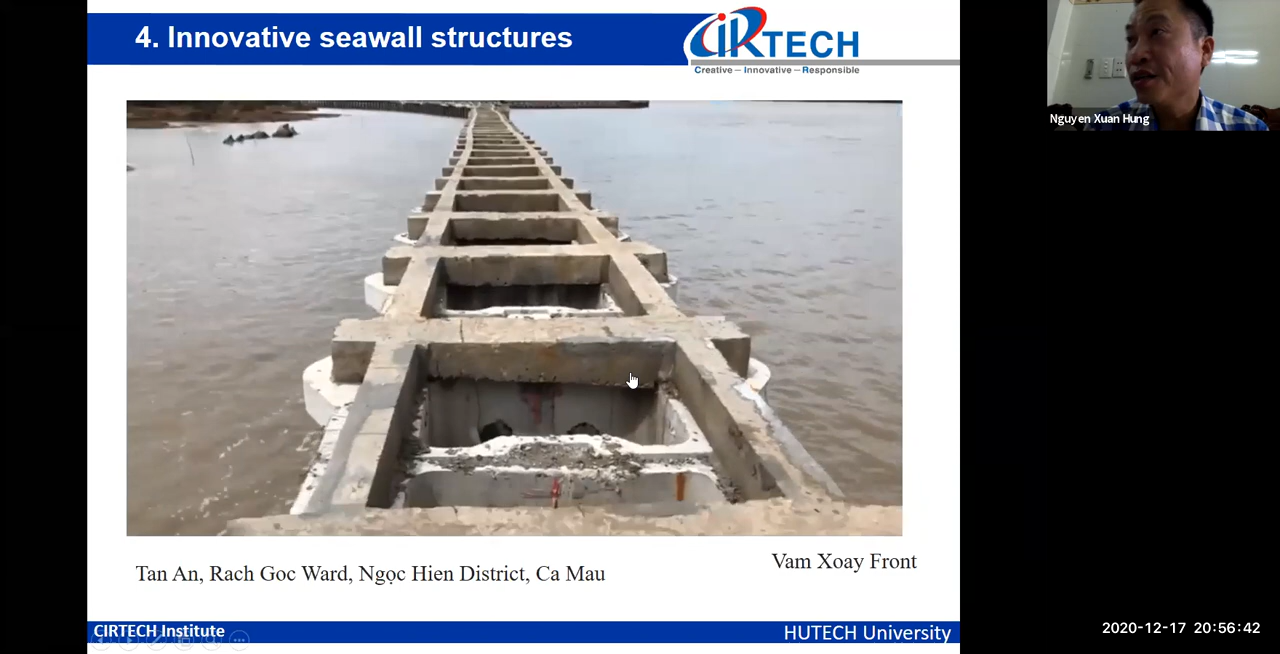 4. Innovative seawall structures
CIRTECH
Creative – Innovative – Responsible
Nguyen Xuan Hung
Tan An, Rach Goc Ward, Ngọc Hien District, Ca Mau
Vam Xoay Front
CIRTECH Institute
HUTECH University
2020-12-17 20:56:42